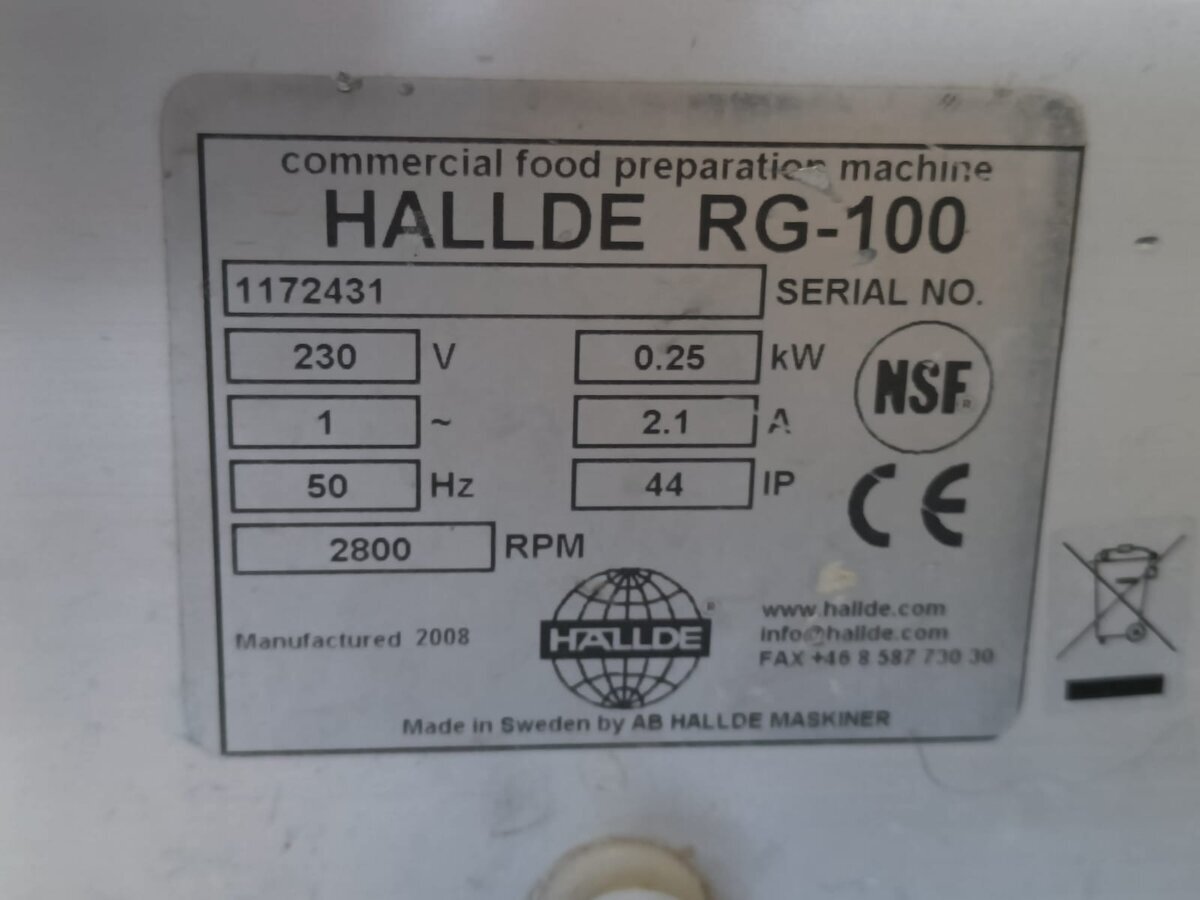 commercial food preparation machine
HALLDE RG-100
1172431 SERIAL NO.
230 V 0.25 kW
NSF®
1 ~ 2.1 A
50 Hz 44 IP
CE
2800 RPM
Manufactured 2008
HALLDE ®
www.hallde.com
info@hallde.com
FAX +46 8 587 730 30
Made in Sweden by AB HALLDE MASKINER